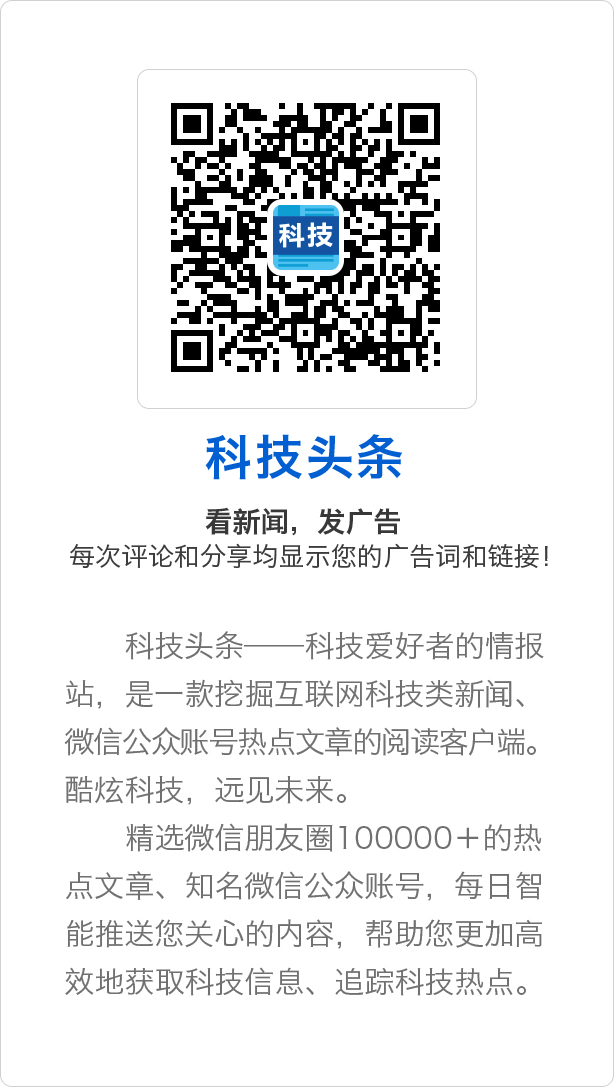 科技
科技头条
看新闻，发广告
每次评论和分享均显示您的广告词和链接！
科技头条——科技爱好者的情报
站，是一款挖掘互联网科技类新闻、
微信公众账号热点文章的阅读客户端。
酷炫科技，远见未来。
精选微信朋友圈100000＋的热
点文章、知名微信公众账号，每日智
能推送您关心的内容，帮助您更加高
效地获取科技信息、追踪科技热点。